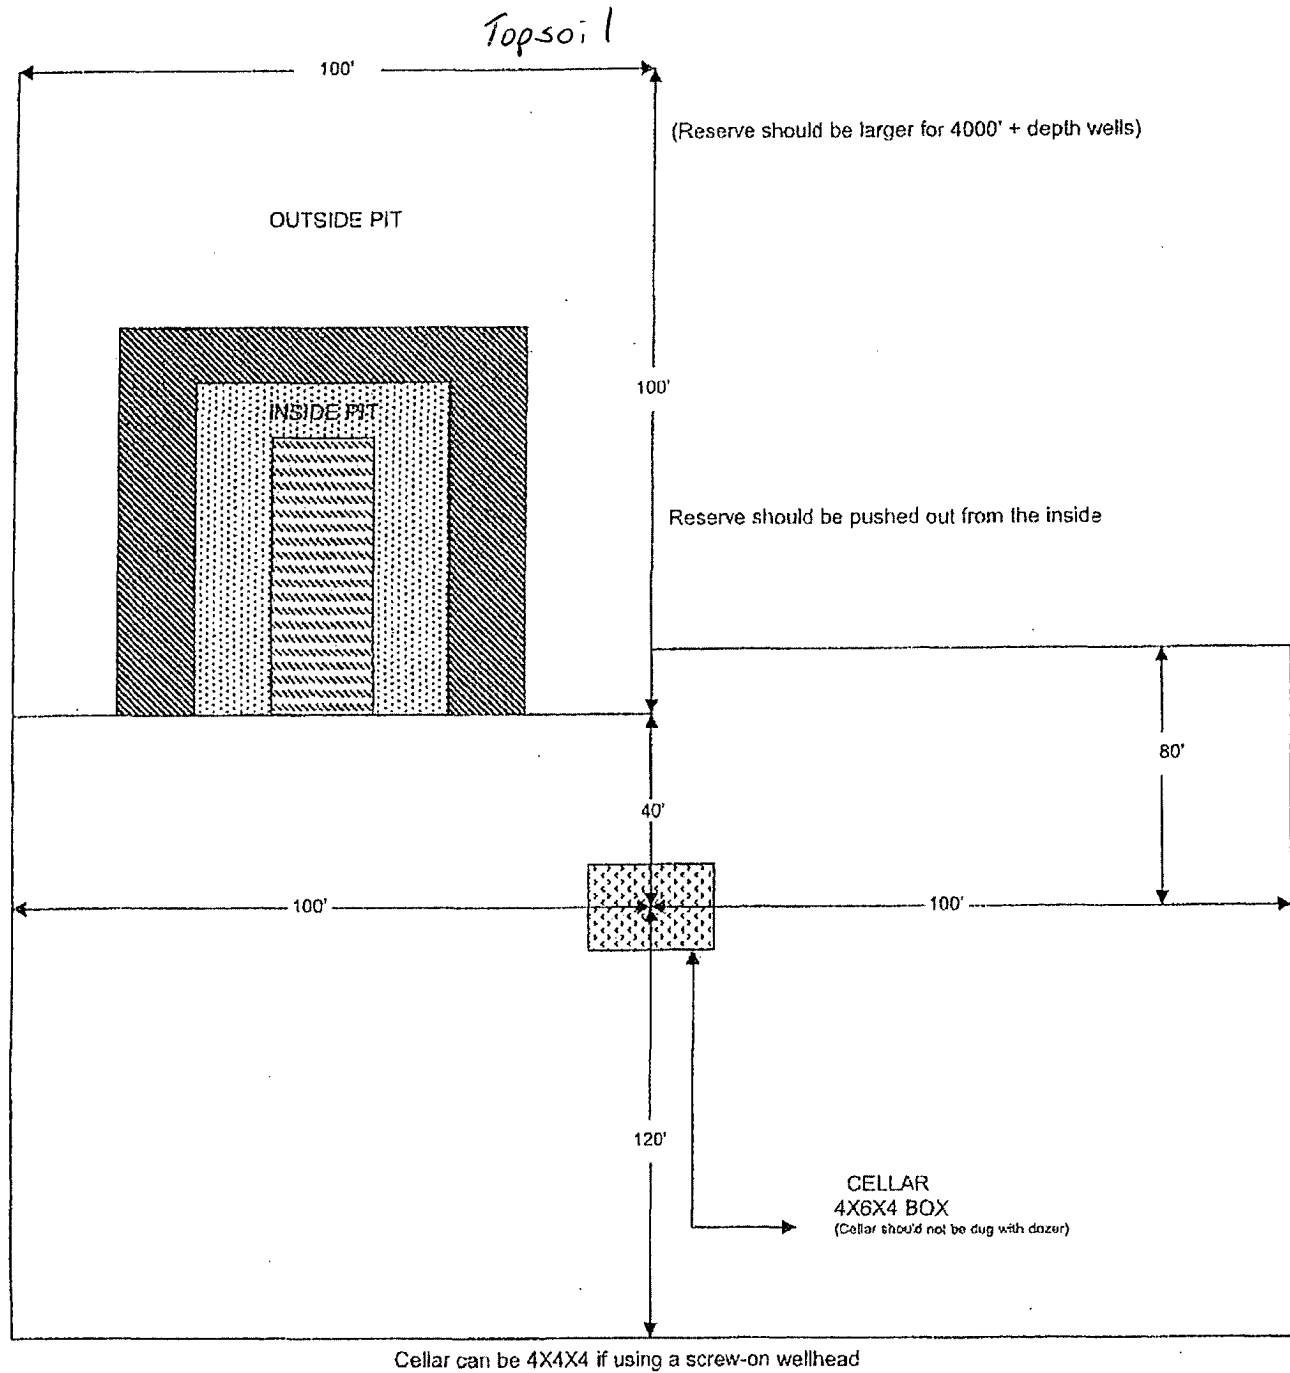 Topsoil
100'
(Reserve should be larger for 4000' + depth wells)
OUTSIDE PIT
100'
INSIDE PIT
Reserve should be pushed out from the inside
80'
40'
100'
100'
120'
CELLAR
4X6X4 BOX
(Cellar should not be dug with dozer)
Cellar can be 4X4X4 if using a screw-on wellhead